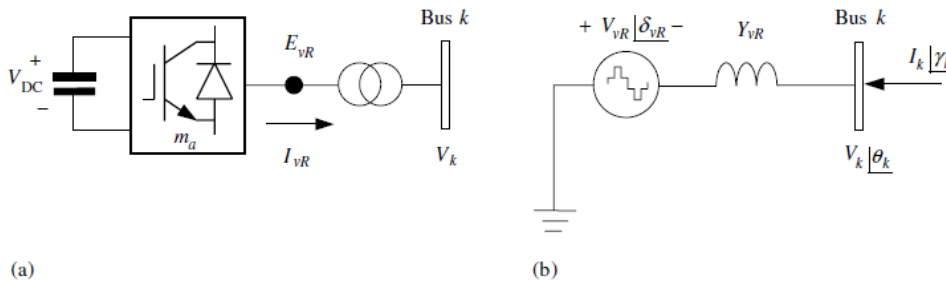 Bus k
E_vR
+
V_DC
−
m_a
I_vR
V_k
(a)
Bus k
+ V_vR|δ_vR −
Y_vR
I_k|γ
V_k|θ_k
(b)